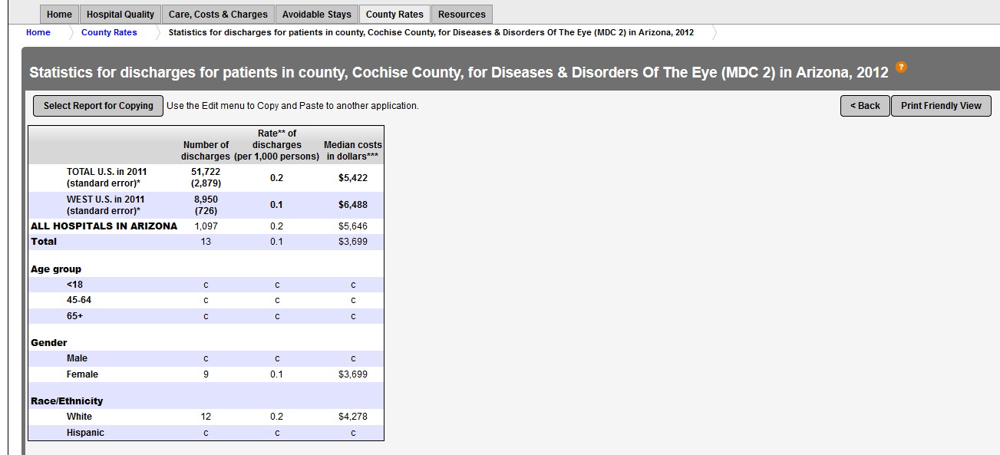 Home Hospital Quality Care, Costs & Charges Avoidable Stays County Rates Resources
Home County Rates Statistics for discharges for patients in county, Cochise County, for Diseases & Disorders Of The Eye (MDC 2) in Arizona, 2012
Statistics for discharges for patients in county, Cochise County, for Diseases & Disorders Of The Eye (MDC 2) in Arizona, 2012 ?
Select Report for Copying Use the Edit menu to Copy and Paste to another application. < Back Print Friendly View
Rate** of
Number of discharges Median costs
discharges (per 1,000 persons) in dollars***
TOTAL U.S. in 2011 51,722
(standard error)* (2,879) 0.2 $5,422
WEST U.S. in 2011 8,950
(standard error)* (726) 0.1 $6,488
ALL HOSPITALS IN ARIZONA 1,097 0.2 $5,646
Total 13 0.1 $3,699
Age group
<18 c c c
45-64 c c c
65+ c c c
Gender
Male c c c
Female 9 0.1 $3,699
Race/Ethnicity
White 12 0.2 $4,278
Hispanic c c c